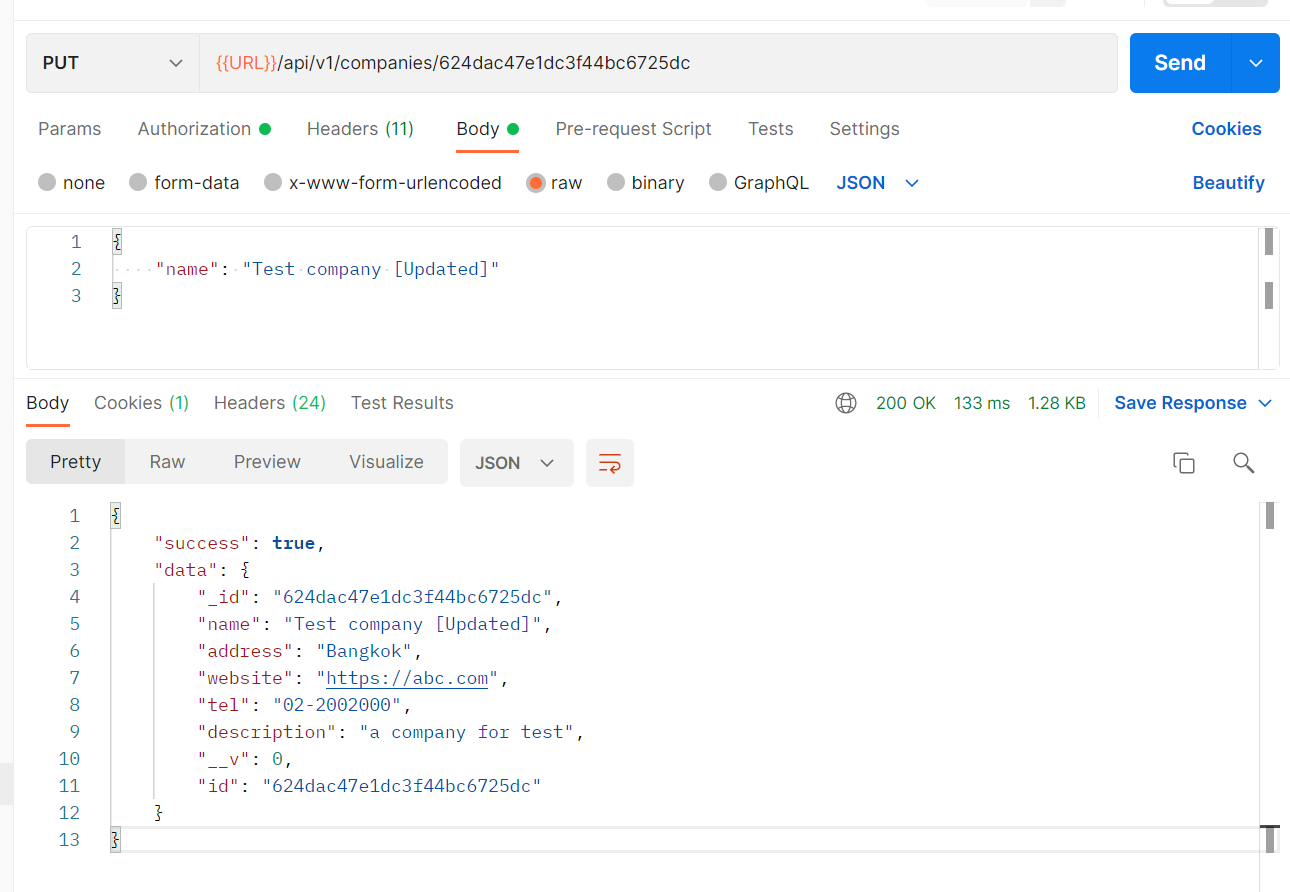 PUT {{URL}}/api/v1/companies/624dac47e1dc3f44bc6725dc Send
Params Authorization Headers (11) Body Pre-request Script Tests Settings Cookies
none form-data x-www-form-urlencoded raw binary GraphQL JSON Beautify
1 {
2 ····"name":·"Test·company·[Updated]"
3 }
Body Cookies (1) Headers (24) Test Results 200 OK 133 ms 1.28 KB Save Response
Pretty Raw Preview Visualize JSON
1 {
2 "success": true,
3 "data": {
4 "_id": "624dac47e1dc3f44bc6725dc",
5 "name": "Test company [Updated]",
6 "address": "Bangkok",
7 "website": "https://abc.com",
8 "tel": "02-2002000",
9 "description": "a company for test",
10 "__v": 0,
11 "id": "624dac47e1dc3f44bc6725dc"
12 }
13 }